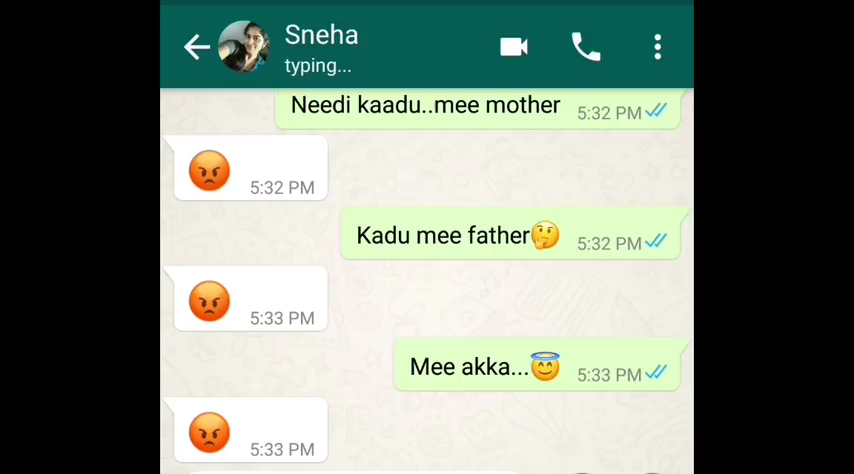 Sneha
typing...
Needi kaadu..mee mother 5:32 PM
😡 5:32 PM
Kadu mee father🤔 5:32 PM
😡 5:33 PM
Mee akka...😇 5:33 PM
😡 5:33 PM